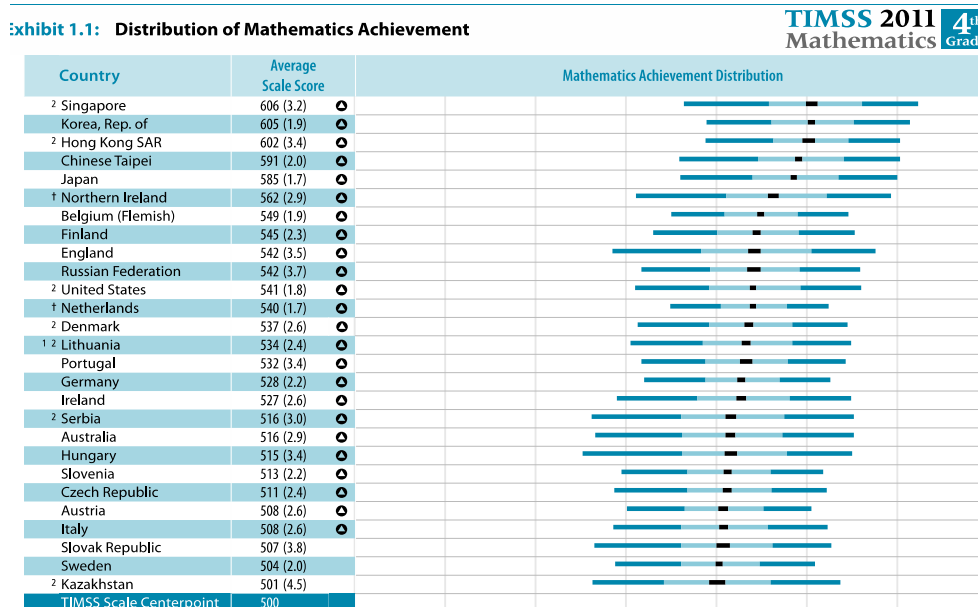 Exhibit 1.1: Distribution of Mathematics Achievement
TIMSS 2011 4th
Mathematics Grad
Country Average Scale Score Mathematics Achievement Distribution
2 Singapore 606 (3.2)
Korea, Rep. of 605 (1.9)
2 Hong Kong SAR 602 (3.4)
Chinese Taipei 591 (2.0)
Japan 585 (1.7)
† Northern Ireland 562 (2.9)
Belgium (Flemish) 549 (1.9)
Finland 545 (2.3)
England 542 (3.5)
Russian Federation 542 (3.7)
2 United States 541 (1.8)
† Netherlands 540 (1.7)
2 Denmark 537 (2.6)
1 2 Lithuania 534 (2.4)
Portugal 532 (3.4)
Germany 528 (2.2)
Ireland 527 (2.6)
2 Serbia 516 (3.0)
Australia 516 (2.9)
Hungary 515 (3.4)
Slovenia 513 (2.2)
Czech Republic 511 (2.4)
Austria 508 (2.6)
Italy 508 (2.6)
Slovak Republic 507 (3.8)
Sweden 504 (2.0)
2 Kazakhstan 501 (4.5)
TIMSS Scale Centerpoint 500